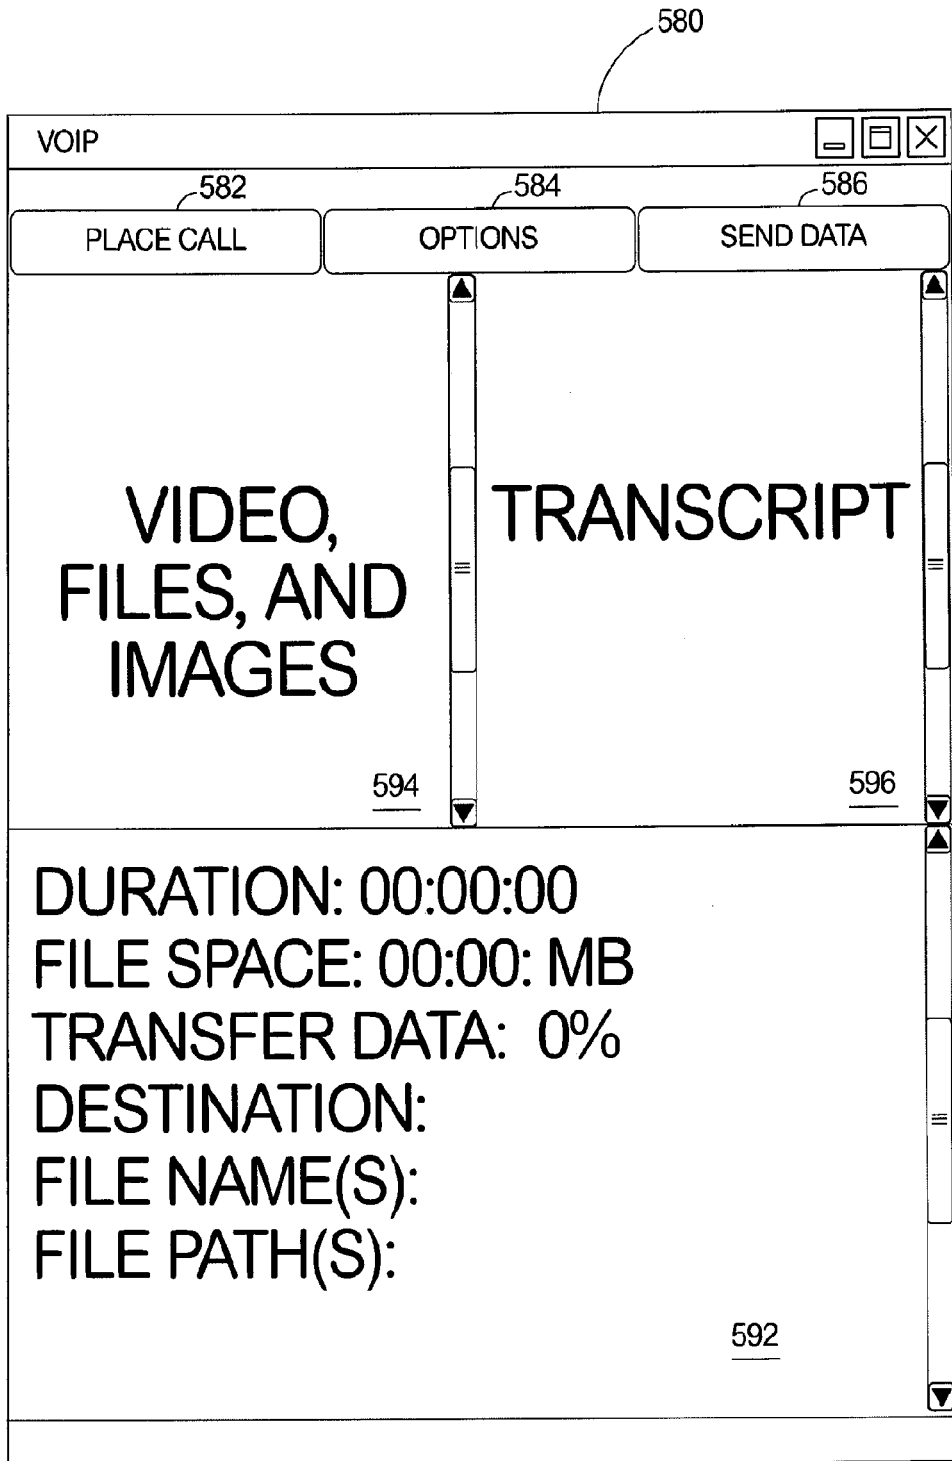 580
VOIP
582
584
586
PLACE CALL
OPTIONS
SEND DATA
VIDEO,
FILES, AND
IMAGES
594
TRANSCRIPT
596
DURATION: 00:00:00
FILE SPACE: 00:00: MB
TRANSFER DATA: 0%
DESTINATION:
FILE NAME(S):
FILE PATH(S):
592